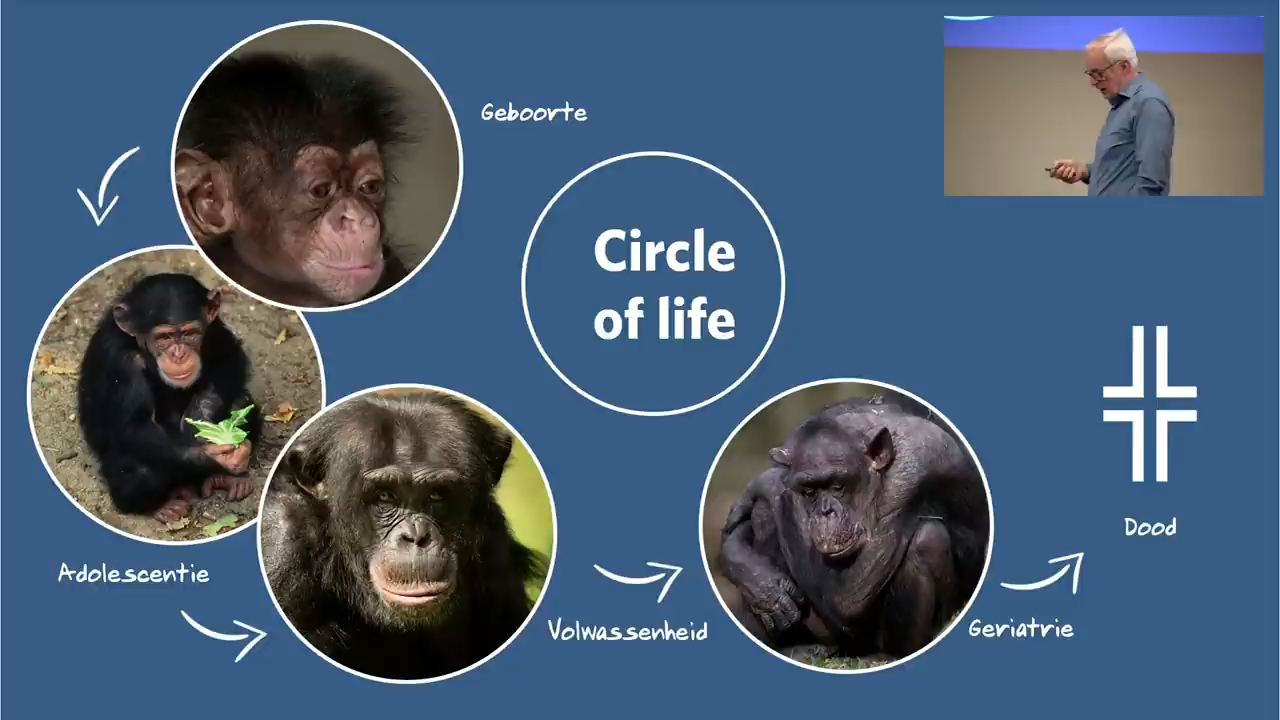 Geboorte
Circle
of life
Adolescentie
Volwassenheid
Geriatrie
Dood